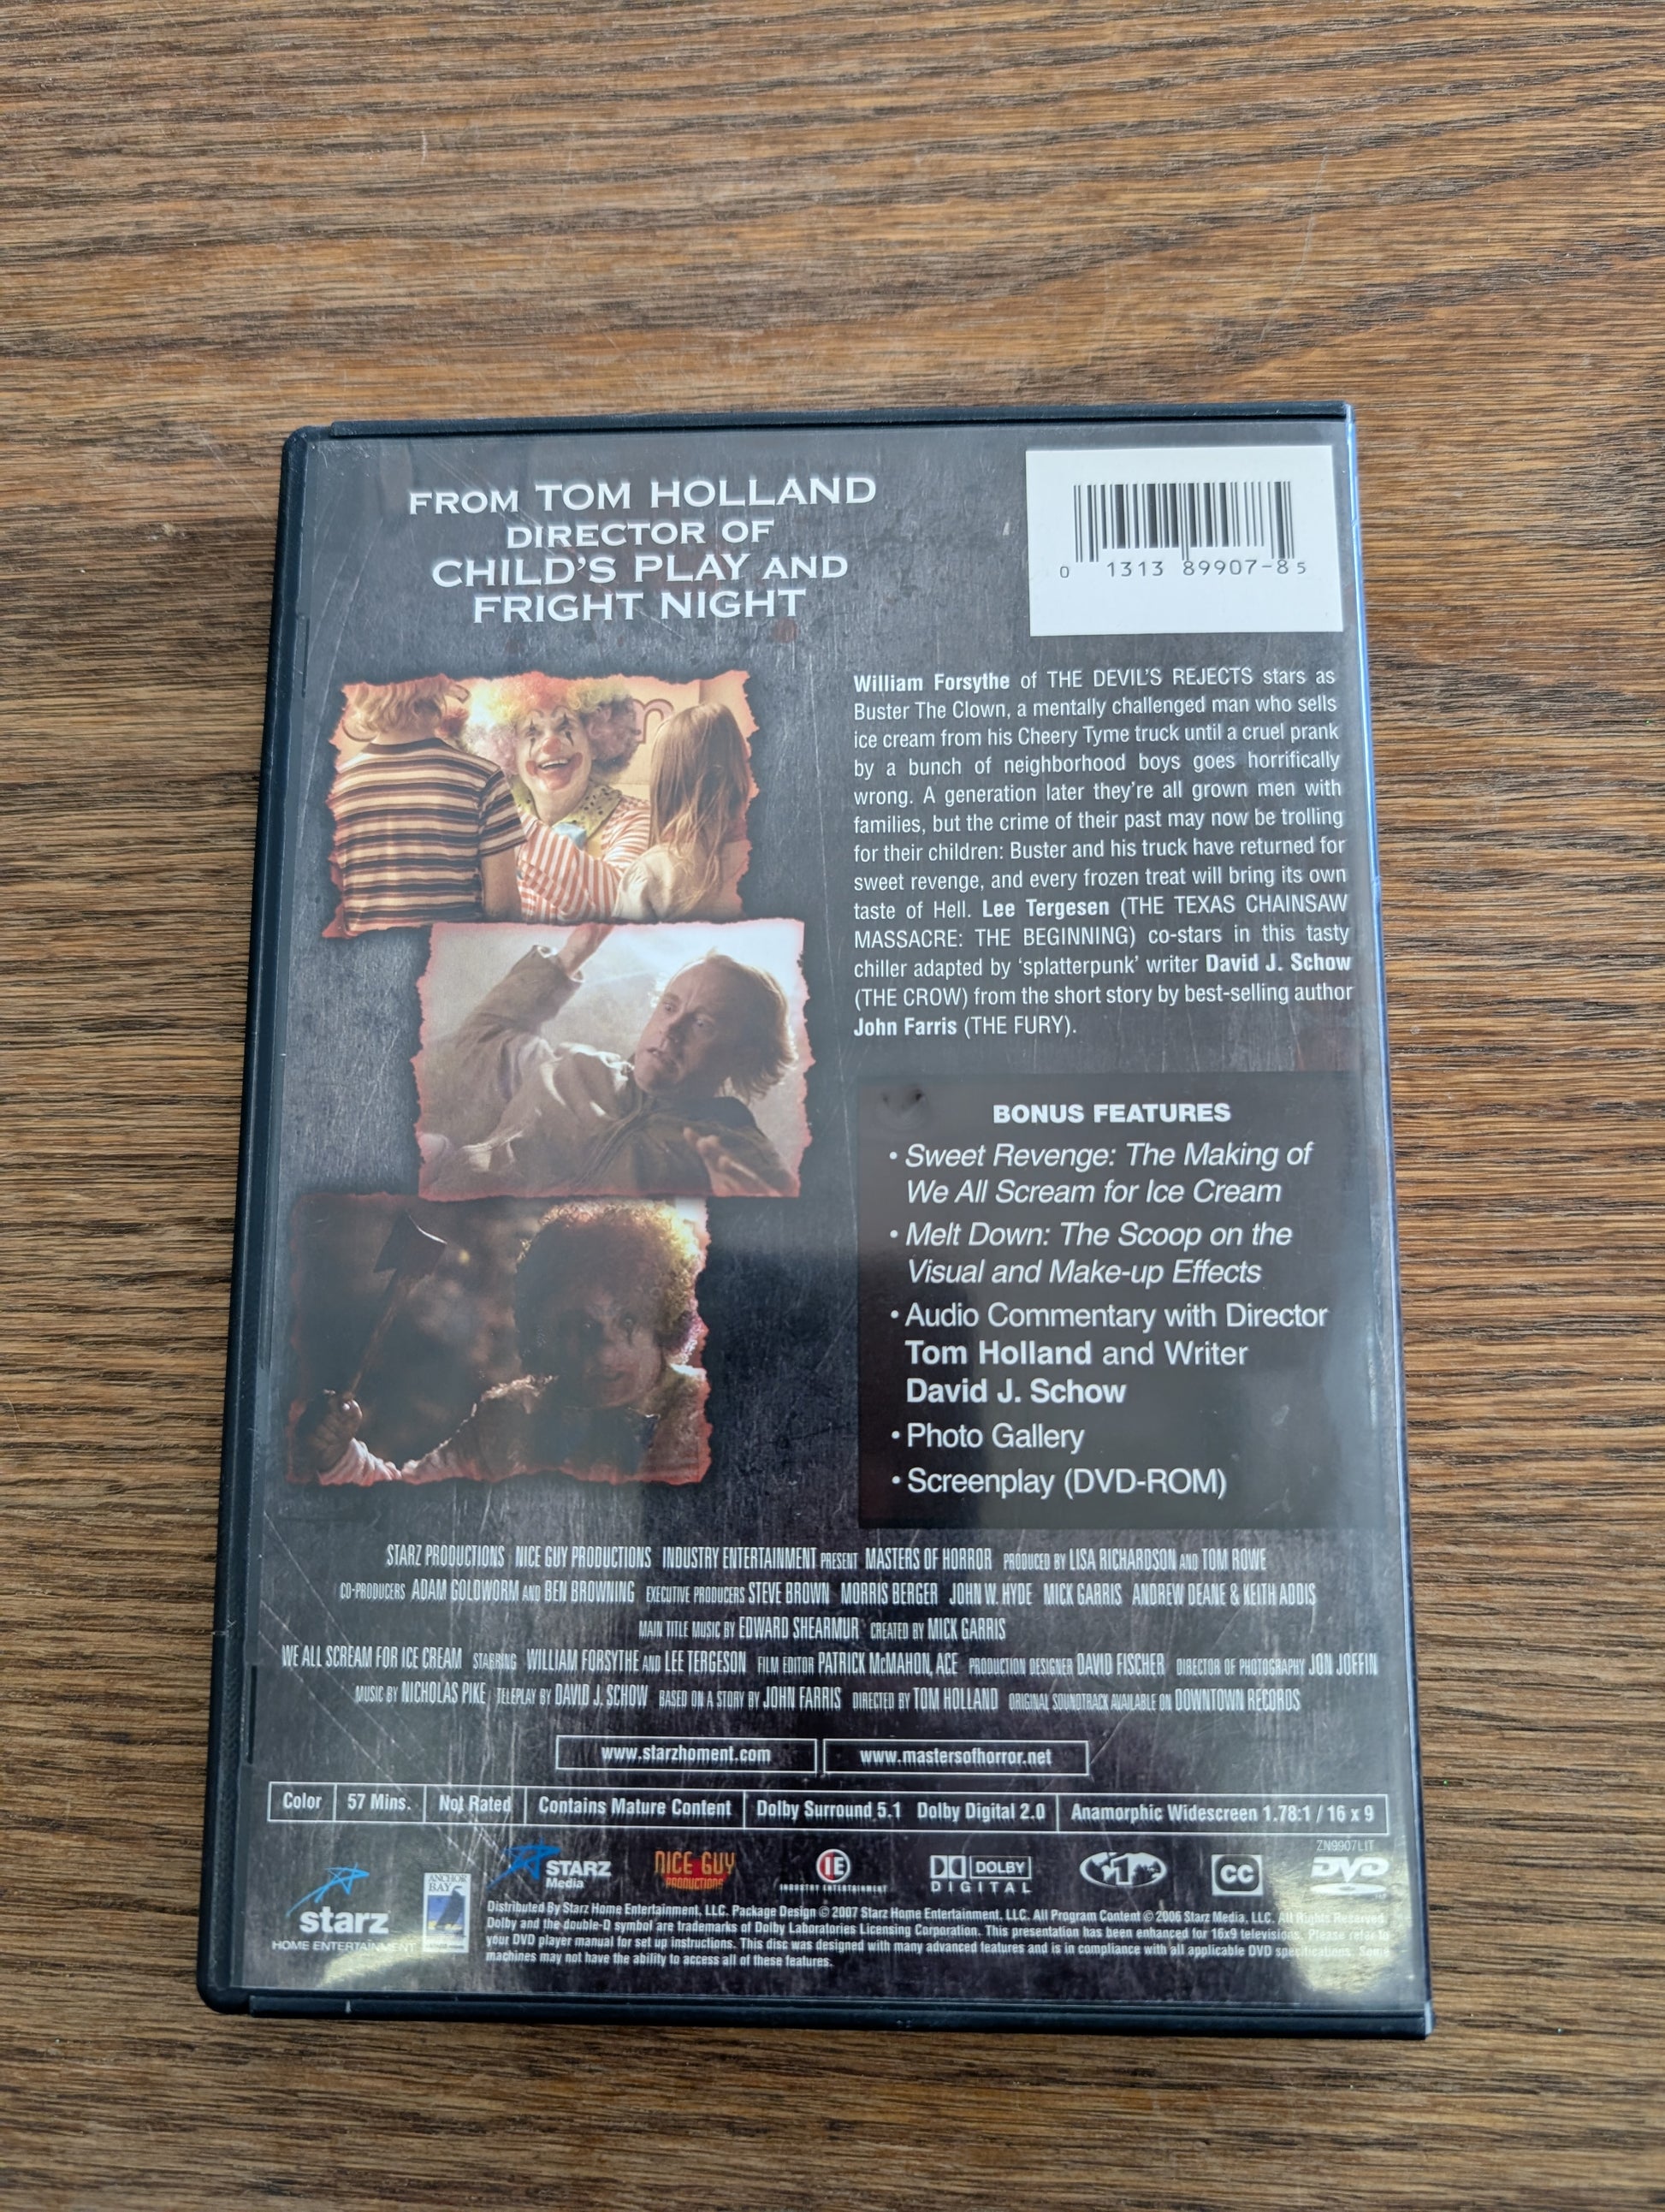 FROM TOM HOLLAND
DIRECTOR OF
CHILD'S PLAY AND
FRIGHT NIGHT
0 1313 89907-8 5
William Forsythe of THE DEVIL'S REJECTS stars as
Buster The Clown, a mentally challenged man who sells
ice cream from his Cheery Tyme truck until a cruel prank
by a bunch of neighborhood boys goes horrifically
wrong. A generation later they're all grown men with
families, but the crime of their past may now be trolling
for their children: Buster and his truck have returned for
sweet revenge, and every frozen treat will bring its own
taste of Hell. Lee Tergesen (THE TEXAS CHAINSAW
MASSACRE: THE BEGINNING) co-stars in this tasty
chiller adapted by 'splatterpunk' writer David J. Schow
(THE CROW) from the short story by best-selling author
John Farris (THE FURY).
BONUS FEATURES
• Sweet Revenge: The Making of
We All Scream for Ice Cream
• Melt Down: The Scoop on the
Visual and Make-up Effects
• Audio Commentary with Director
Tom Holland and Writer
David J. Schow
• Photo Gallery
• Screenplay (DVD-ROM)
STARZ PRODUCTIONS NICE GUY PRODUCTIONS INDUSTRY ENTERTAINMENT PRESENT MASTERS OF HORROR PRODUCED BY LISA RICHARDSON AND TOM ROWE
CO-PRODUCERS ADAM GOLDWORM AND BEN BROWNING EXECUTIVE PRODUCERS STEVE BROWN MORRIS BERGER JOHN W. HYDE MICK GARRIS ANDREW DEANE & KEITH ADDIS
MAIN TITLE MUSIC BY EDWARD SHEARMUR CREATED BY MICK GARRIS
WE ALL SCREAM FOR ICE CREAM STARRING WILLIAM FORSYTHE AND LEE TERGESON FILM EDITOR PATRICK McMAHON, ACE PRODUCTION DESIGNER DAVID FISCHER DIRECTOR OF PHOTOGRAPHY JON JOFFIN
MUSIC BY NICHOLAS PIKE TELEPLAY BY DAVID J. SCHOW BASED ON A STORY BY JOHN FARRIS DIRECTED BY TOM HOLLAND ORIGINAL SOUNDTRACK AVAILABLE ON DOWNTOWN RECORDS
www.starzhoment.com www.mastersofhorror.net
Color 57 Mins. Not Rated Contains Mature Content Dolby Surround 5.1 Dolby Digital 2.0 Anamorphic Widescreen 1.78:1 / 16 x 9
ZN9907LIT
starz
HOME ENTERTAINMENT
ANCHOR
BAY
STARZ
Media
NICE GUY
PRODUCTIONS
IE
INDUSTRY ENTERTAINMENT
DOLBY
DIGITAL
1
CC
DVD
Distributed By Starz Home Entertainment, LLC. Package Design © 2007 Starz Home Entertainment, LLC. All Program Content © 2006 Starz Media, LLC. All Rights Reserved.
Dolby and the double-D symbol are trademarks of Dolby Laboratories Licensing Corporation. This presentation has been enhanced for 16x9 televisions. Please refer to
your DVD player manual for set up instructions. This disc was designed with many advanced features and is in compliance with all applicable DVD specifications. Some
machines may not have the ability to access all of these features.